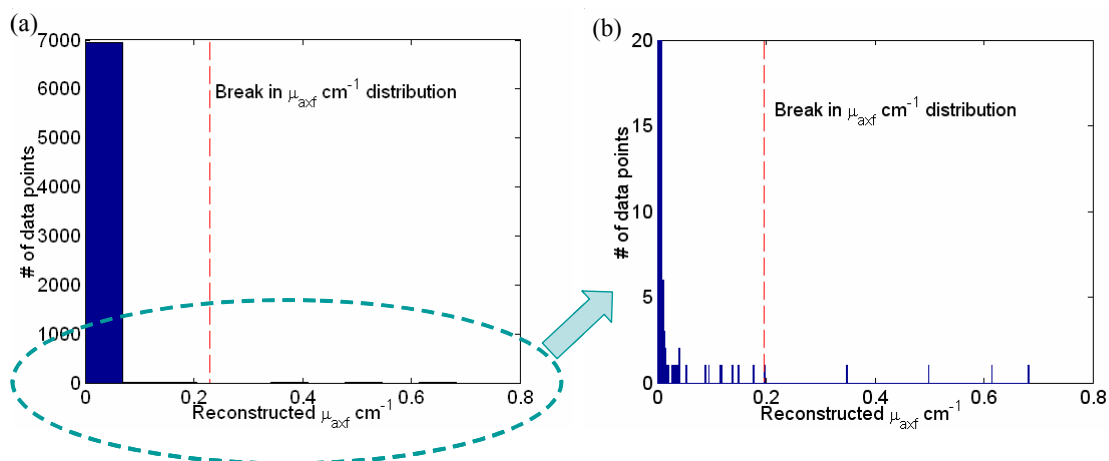 (a)
7000
6000
5000
4000
3000
2000
1000
0
# of data points
Break in μaxf cm-1 distribution
0 0.2 0.4 0.6 0.8
Reconstructed μaxf cm-1
(b)
20
15
10
5
0
# of data points
Break in μaxf cm-1 distribution
0 0.2 0.4 0.6 0.8
Reconstructed μaxf cm-1